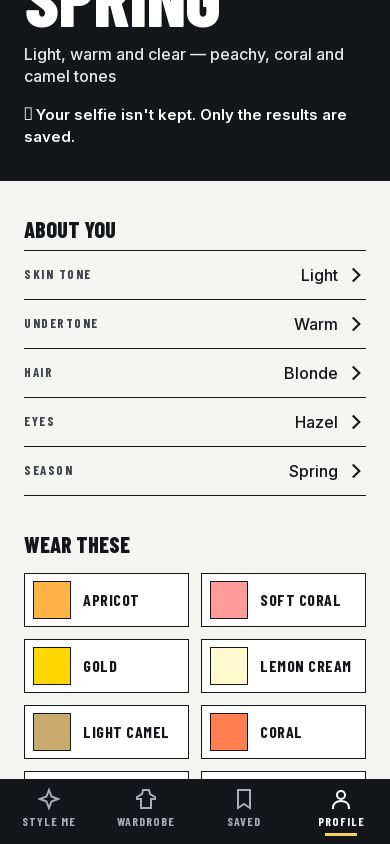 SPRING
Light, warm and clear — peachy, coral and
camel tones
Your selfie isn't kept. Only the results are
saved.
ABOUT YOU
SKIN TONE Light
UNDERTONE Warm
HAIR Blonde
EYES Hazel
SEASON Spring
WEAR THESE
APRICOT SOFT CORAL
GOLD LEMON CREAM
LIGHT CAMEL CORAL
STYLE ME WARDROBE SAVED PROFILE